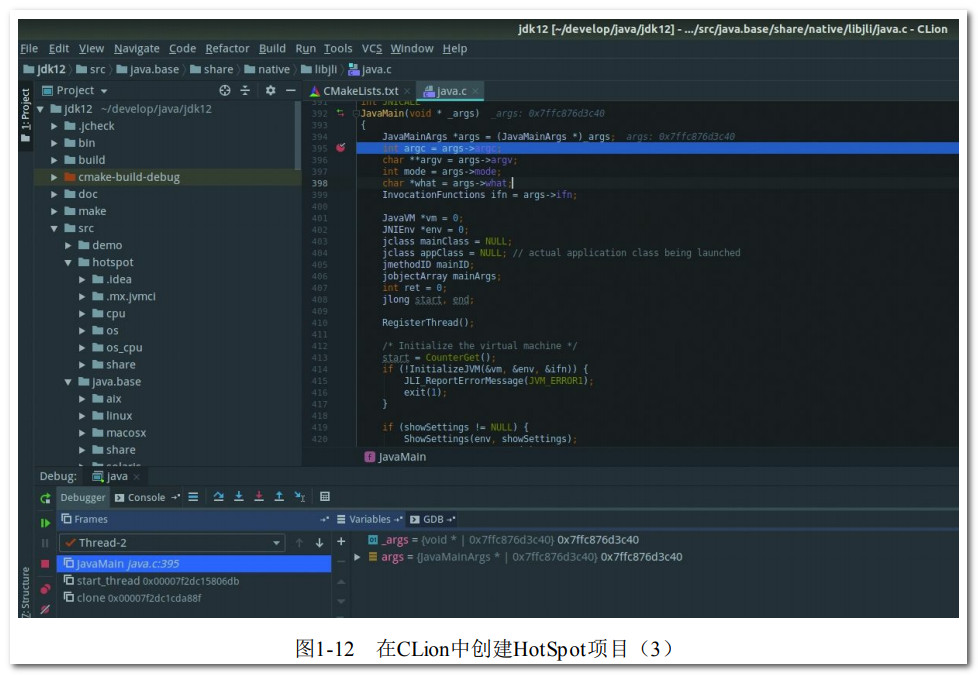 jdk12 [~/develop/java/jdk12] - .../src/java.base/share/native/libjli/java.c - CLion
File Edit View Navigate Code Refactor Build Run Tools VCS Window Help
jdk12 src java.base share native libjli java.c
1: Project
Project
jdk12 ~/develop/java/jdk12
.jcheck
bin
build
cmake-build-debug
doc
make
src
demo
hotspot
.idea
.mx.jvmci
cpu
os
os_cpu
share
java.base
aix
linux
macosx
share
solaris
CMakeLists.txt java.c
391 int JNICALL
392 JavaMain(void * _args) _args: 0x7ffc876d3c40
393 {
394 JavaMainArgs *args = (JavaMainArgs *)_args; args: 0x7ffc876d3c40
395 int argc = args->argc;
396 char **argv = args->argv;
397 int mode = args->mode;
398 char *what = args->what;
399 InvocationFunctions ifn = args->ifn;
400
401 JavaVM *vm = 0;
402 JNIEnv *env = 0;
403 jclass mainClass = NULL;
404 jclass appClass = NULL; // actual application class being launched
405 jmethodID mainID;
406 jobjectArray mainArgs;
407 int ret = 0;
408 jlong start, end;
409
410 RegisterThread();
411
412 /* Initialize the virtual machine */
413 start = CounterGet();
414 if (!InitializeJVM(&vm, &env, &ifn)) {
415 JLI_ReportErrorMessage(JVM_ERROR1);
416 exit(1);
417 }
418
419 if (showSettings != NULL) {
420 ShowSettings(env, showSettings);
JavaMain
Debug: java
Debugger Console
Frames
Thread-2
JavaMain java.c:395
start_thread 0x00007f2dc15806db
clone 0x00007f2dc1cda88f
Variables GDB
_args = {void * | 0x7ffc876d3c40} 0x7ffc876d3c40
args = {JavaMainArgs * | 0x7ffc876d3c40} 0x7ffc876d3c40
Z: Structure
图1-12 在CLion中创建HotSpot项目（3）